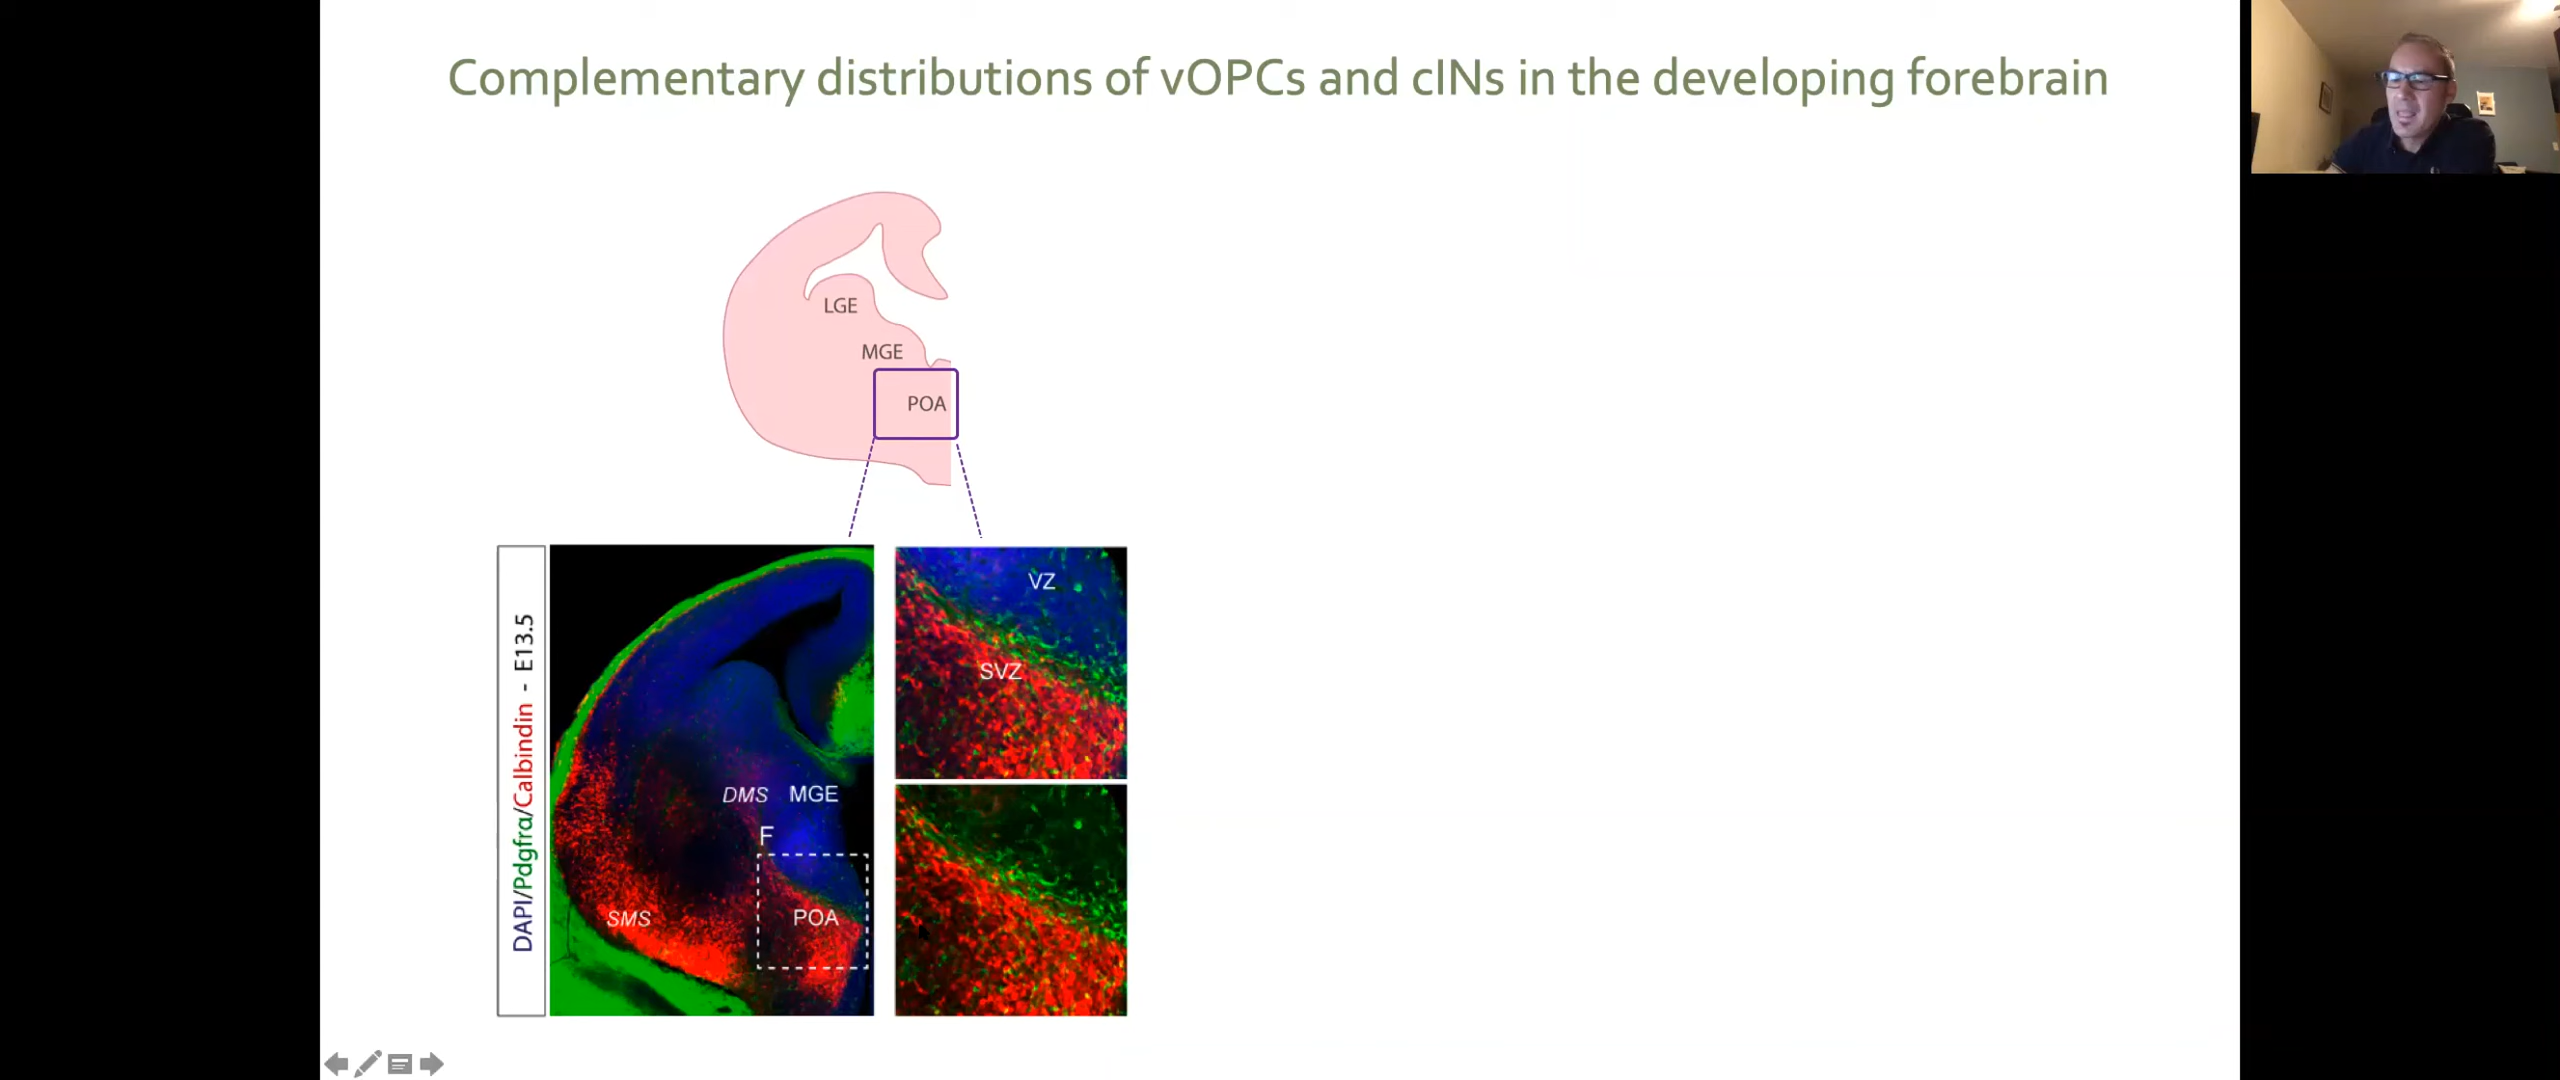 Complementary distributions of vOPCs and cINs in the developing forebrain
LGE
MGE
POA
DAPI/Pdgfrα/Calbindin - E13.5
DMS MGE
F
SMS
POA
VZ
SVZ